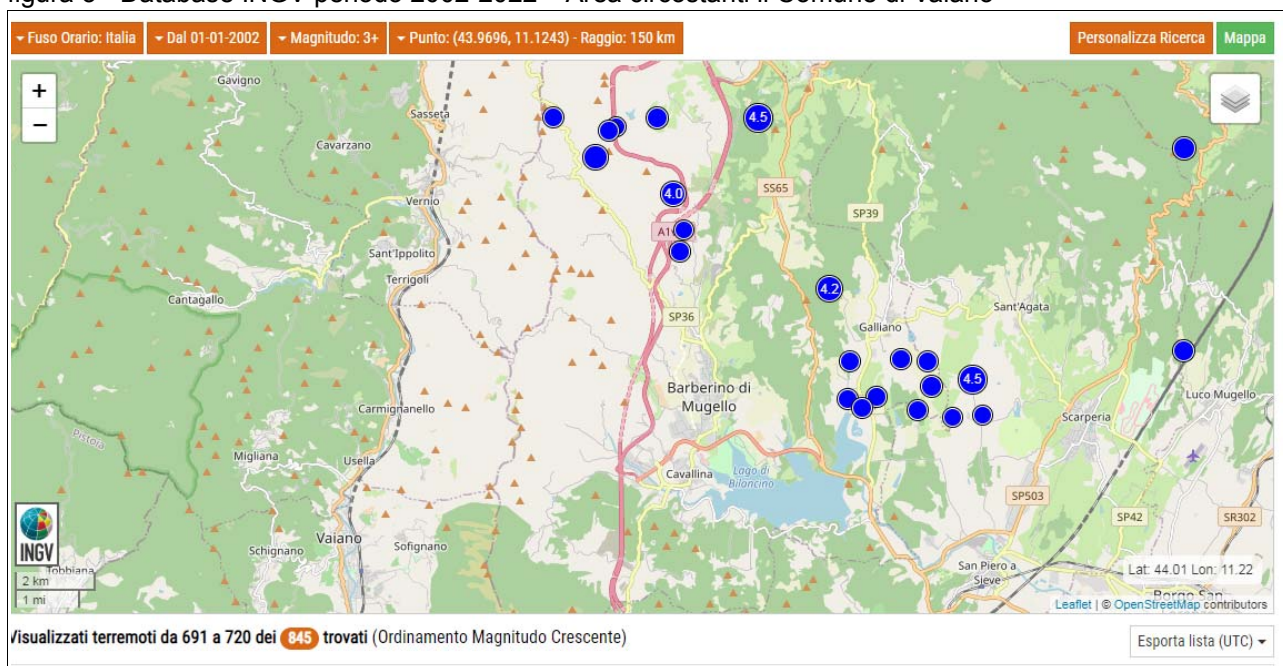 figura 5 - Database INGV periodo 2002-2022 – Area circostanti il Comune di Vaiano
Fuso Orario: Italia
Dal 01-01-2002
Magnitudo: 3+
Punto: (43.9696, 11.1243) - Raggio: 150 km
Personalizza Ricerca
Mappa
+
−
Gavigno
Sasseta
4.5
Cavarzano
Vernio
4.0
SS65
SP39
A1
Sant'Ippolito
Terrigoli
4.2
Cantagallo
SP36
Galliano
Sant'Agata
Barberino di
Mugello
4.5
Luco Mugello
Carmignanello
Scarperia
Pistoia
Migliana
Usella
Cavallina
Lago di
Bilancino
SP503
SP42
SR302
INGV
Schignano
Vaiano
Sofignano
San Piero a
Sieve
Tobbiana
2 km
1 mi
Lat: 44.01 Lon: 11.22
Borgo San
Leaflet | © OpenStreetMap contributors
Visualizzati terremoti da 691 a 720 dei 845 trovati (Ordinamento Magnitudo Crescente)
Esporta lista (UTC)